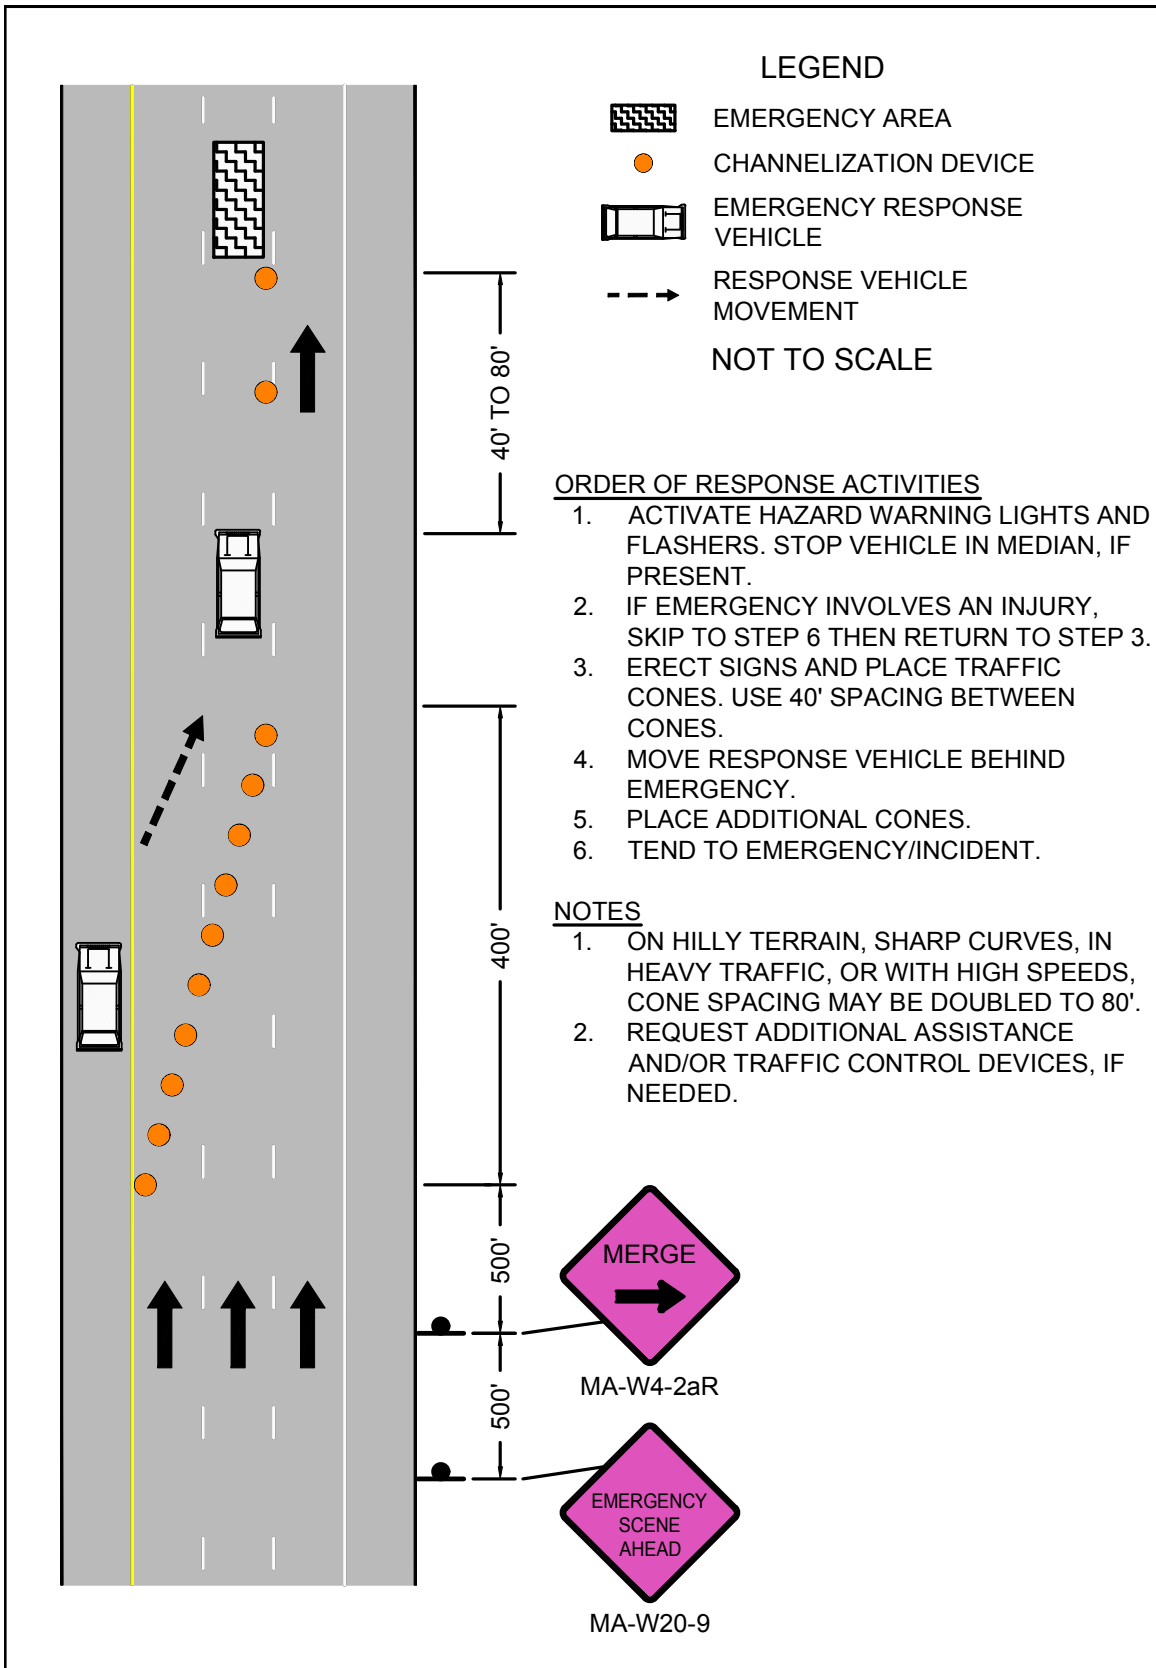 LEGEND
EMERGENCY AREA
CHANNELIZATION DEVICE
EMERGENCY RESPONSE
VEHICLE
RESPONSE VEHICLE
MOVEMENT
NOT TO SCALE
40' TO 80'
ORDER OF RESPONSE ACTIVITIES
1. ACTIVATE HAZARD WARNING LIGHTS AND
FLASHERS. STOP VEHICLE IN MEDIAN, IF
PRESENT.
2. IF EMERGENCY INVOLVES AN INJURY,
SKIP TO STEP 6 THEN RETURN TO STEP 3.
3. ERECT SIGNS AND PLACE TRAFFIC
CONES. USE 40' SPACING BETWEEN
CONES.
4. MOVE RESPONSE VEHICLE BEHIND
EMERGENCY.
5. PLACE ADDITIONAL CONES.
6. TEND TO EMERGENCY/INCIDENT.
NOTES
1. ON HILLY TERRAIN, SHARP CURVES, IN
HEAVY TRAFFIC, OR WITH HIGH SPEEDS,
CONE SPACING MAY BE DOUBLED TO 80'.
2. REQUEST ADDITIONAL ASSISTANCE
AND/OR TRAFFIC CONTROL DEVICES, IF
NEEDED.
400'
500'
MERGE
MA-W4-2aR
500'
EMERGENCY
SCENE
AHEAD
MA-W20-9